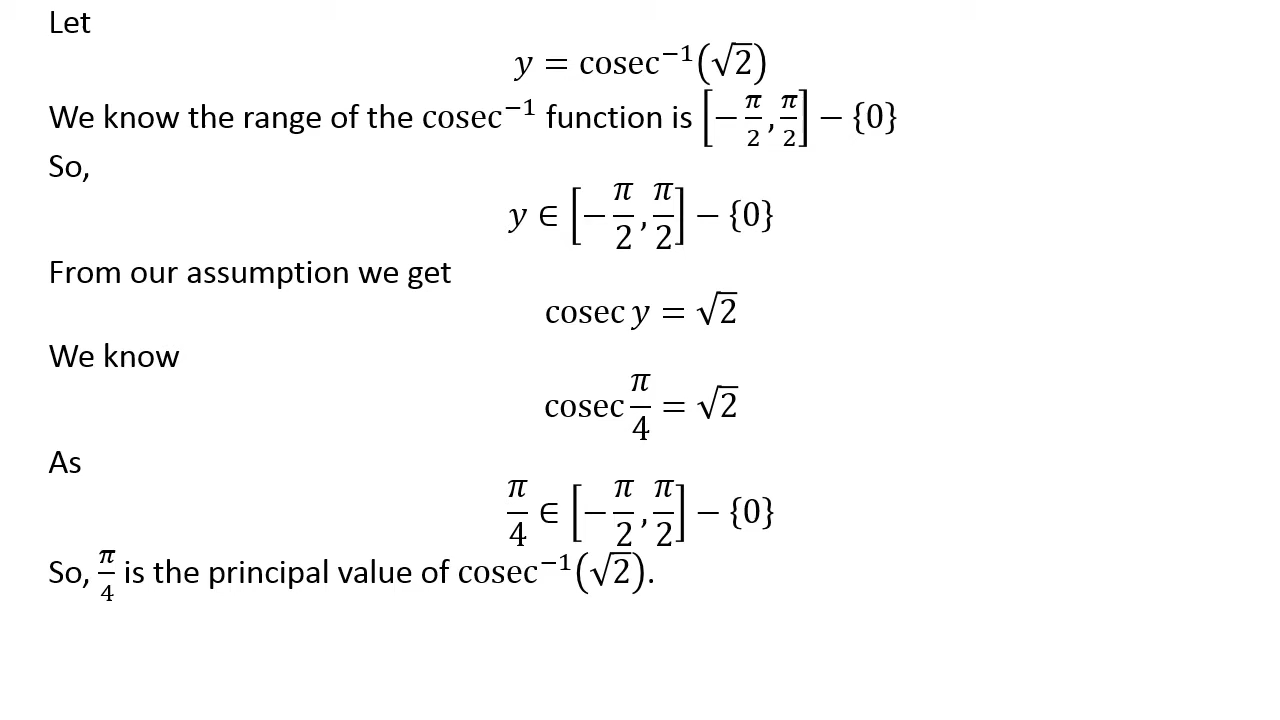 Let
y = cosec⁻¹(√2)
We know the range of the cosec⁻¹ function is [−π/2, π/2] − {0}
So,
y ∈ [−π/2, π/2] − {0}
From our assumption we get
cosec y = √2
We know
cosec π/4 = √2
As
π/4 ∈ [−π/2, π/2] − {0}
So, π/4 is the principal value of cosec⁻¹(√2).